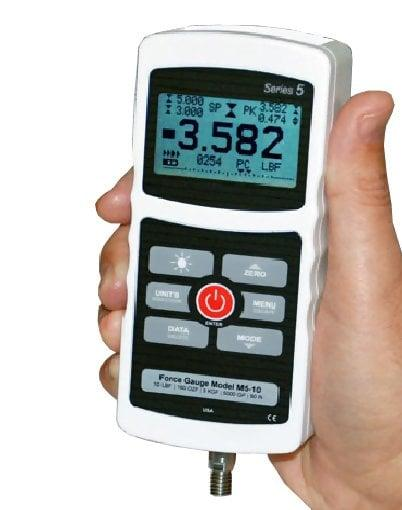 Series 5
5.000 SP PK 3.582
3.000 0.474
-3.582
0254 PC LBF
ZERO
UNITS MENU
ENTER
DATA MODE
Force Gauge Model M5-10
10 LBF | 160 OZF | 5 KGF | 5000 GF | 50 N
USA CE